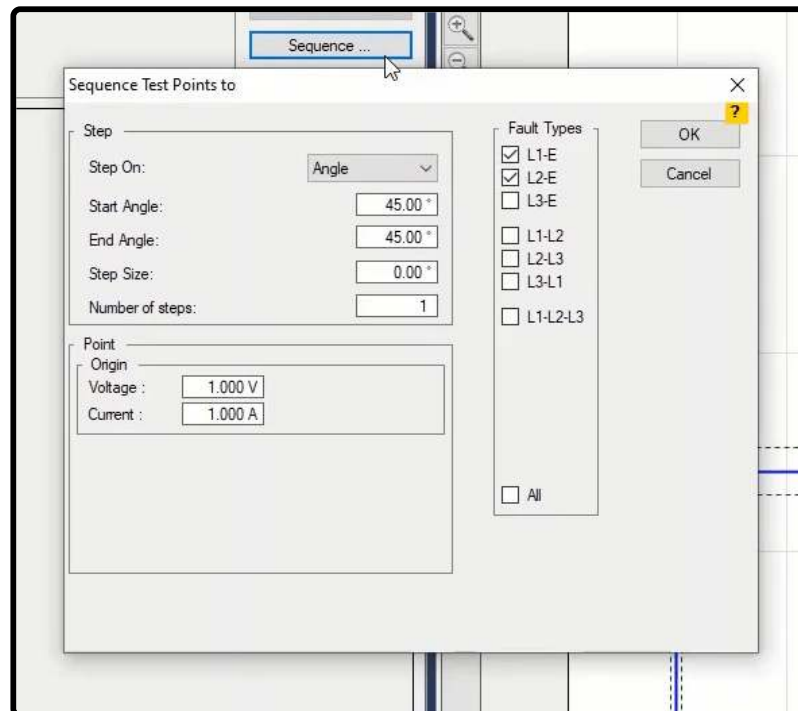 Sequence ...
Sequence Test Points to
?
Step
Step On: Angle
Start Angle: 45.00 °
End Angle: 45.00 °
Step Size: 0.00 °
Number of steps: 1
Point
Origin
Voltage : 1.000 V
Current : 1.000 A
Fault Types
L1-E
L2-E
L3-E
L1-L2
L2-L3
L3-L1
L1-L2-L3
All
OK
Cancel